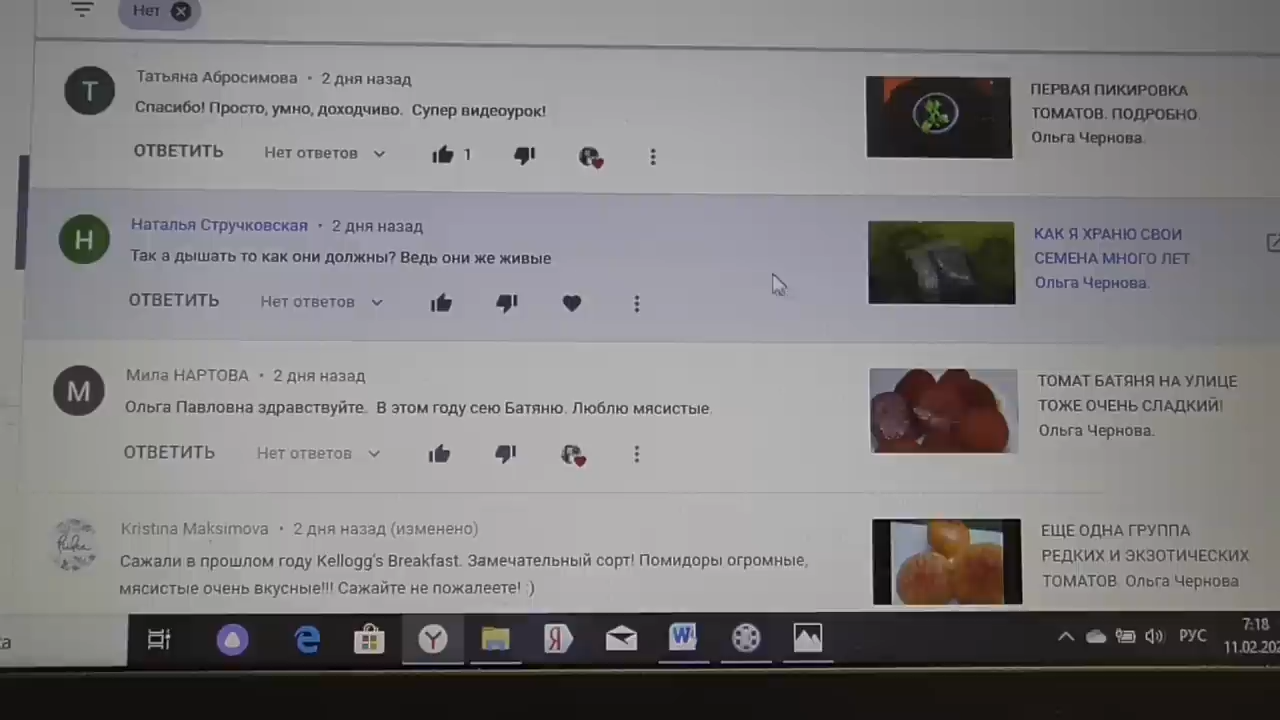 Нет
Татьяна Абросимова • 2 дня назад
Спасибо! Просто, умно, доходчиво. Супер видеоурок!
ОТВЕТИТЬ Нет ответов 1
ПЕРВАЯ ПИКИРОВКА
ТОМАТОВ. ПОДРОБНО.
Ольга Чернова.
Наталья Стручковская • 2 дня назад
Так а дышать то как они должны? Ведь они же живые
ОТВЕТИТЬ Нет ответов
КАК Я ХРАНЮ СВОИ
СЕМЕНА МНОГО ЛЕТ
Ольга Чернова.
Мила НАРТОВА • 2 дня назад
Ольга Павловна здравствуйте. В этом году сею Батяню. Люблю мясистые.
ОТВЕТИТЬ Нет ответов
ТОМАТ БАТЯНЯ НА УЛИЦЕ
ТОЖЕ ОЧЕНЬ СЛАДКИЙ!
Ольга Чернова.
Kristina Maksimova • 2 дня назад (изменено)
Сажали в прошлом году Kellogg's Breakfast. Замечательный сорт! Помидоры огромные,
мясистые очень вкусные!!! Сажайте не пожалеете! :)
ЕЩЕ ОДНА ГРУППА
РЕДКИХ И ЭКЗОТИЧЕСКИХ
ТОМАТОВ. Ольга Чернова
РУС
7:18
11.02.202